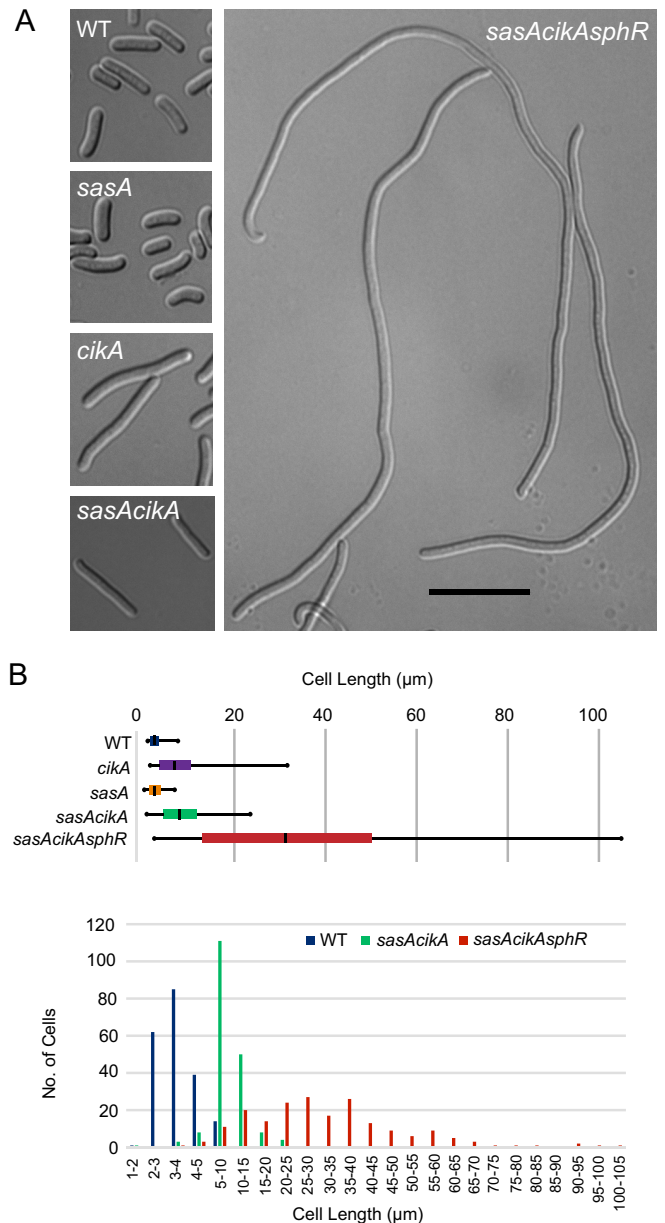 A
WT
sasAcikAsphR
sasA
cikA
sasAcikA
B
Cell Length (µm)
0 20 40 60 80 100
WT
cikA
sasA
sasAcikA
sasAcikAsphR
WT sasAcikA sasAcikAsphR
No. of Cells
120
100
80
60
40
20
0
1-2 2-3 3-4 4-5 5-10 10-15 15-20 20-25 25-30 30-35 35-40 40-45 45-50 50-55 55-60 60-65 65-70 70-75 75-80 80-85 85-90 90-95 95-100 100-105
Cell Length (µm)